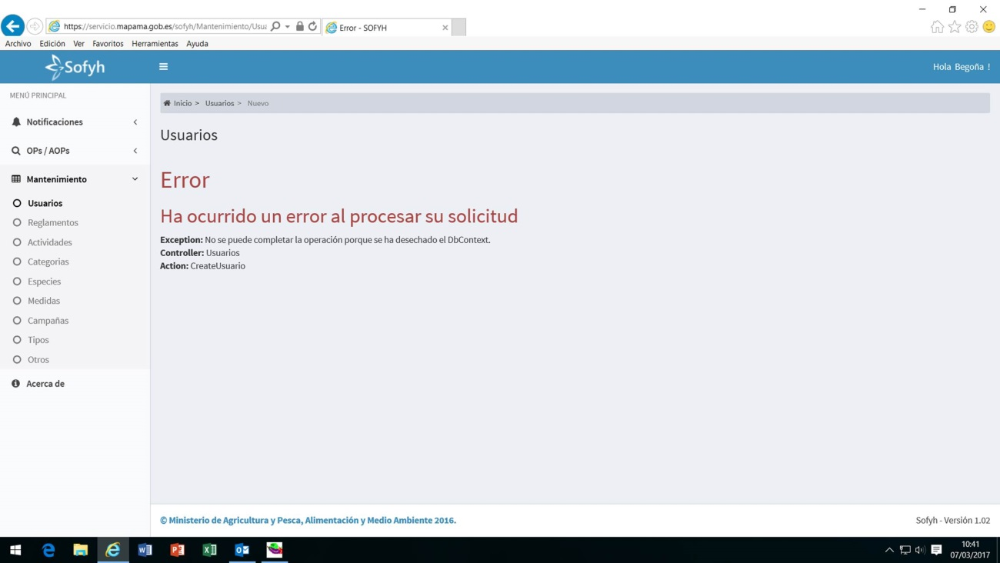 https://servicio.mapama.gob.es/sofyh/Mantenimiento/Usua
Error - SOFYH
Archivo Edición Ver Favoritos Herramientas Ayuda
Sofyh
Hola Begoña !
MENÚ PRINCIPAL
Notificaciones
OPs / AOPs
Mantenimiento
Usuarios
Reglamentos
Actividades
Categorias
Especies
Medidas
Campañas
Tipos
Otros
Acerca de
Inicio > Usuarios > Nuevo
Usuarios
Error
Ha ocurrido un error al procesar su solicitud
Exception: No se puede completar la operación porque se ha desechado el DbContext.
Controller: Usuarios
Action: CreateUsuario
© Ministerio de Agricultura y Pesca, Alimentación y Medio Ambiente 2016.
Sofyh - Versión 1.02
10:41
07/03/2017